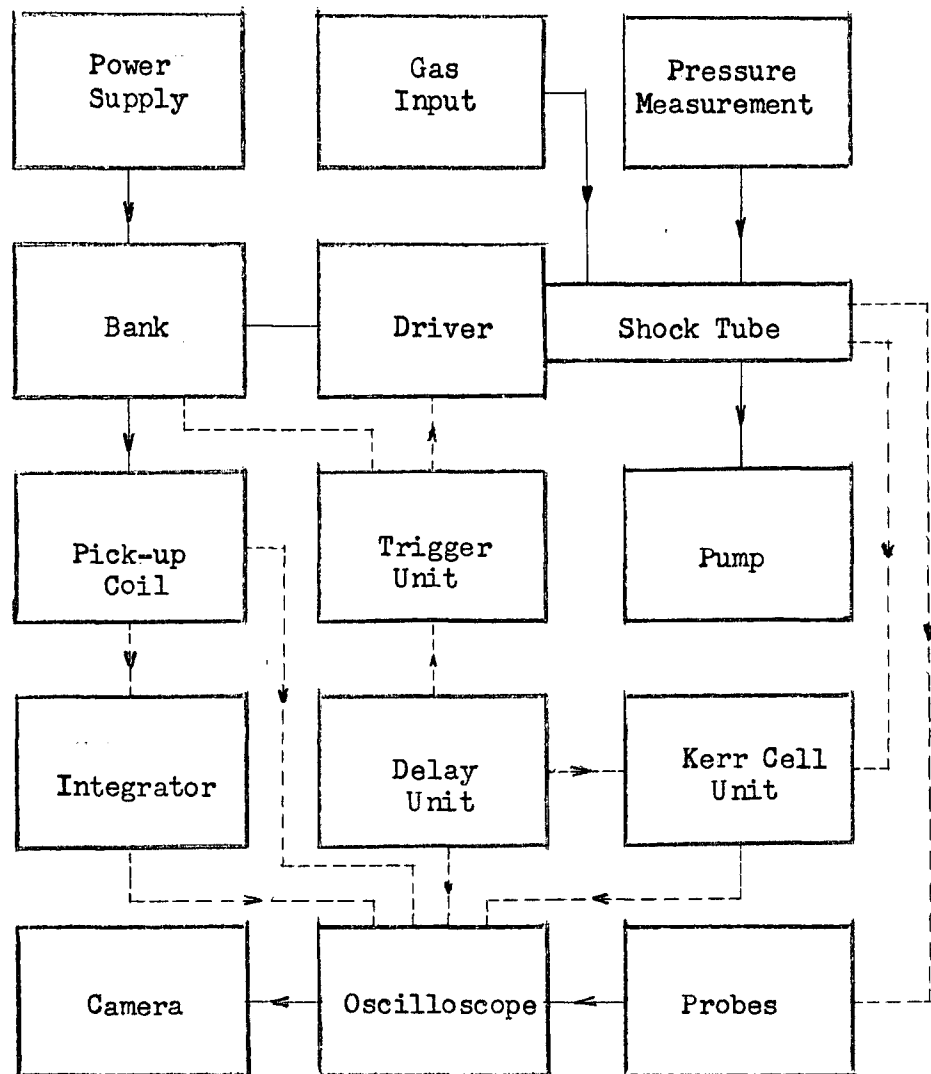 Power
Supply
Gas
Input
Pressure
Measurement
Bank
Driver
Shock Tube
Pick-up
Coil
Trigger
Unit
Pump
Integrator
Delay
Unit
Kerr Cell
Unit
Camera
Oscilloscope
Probes